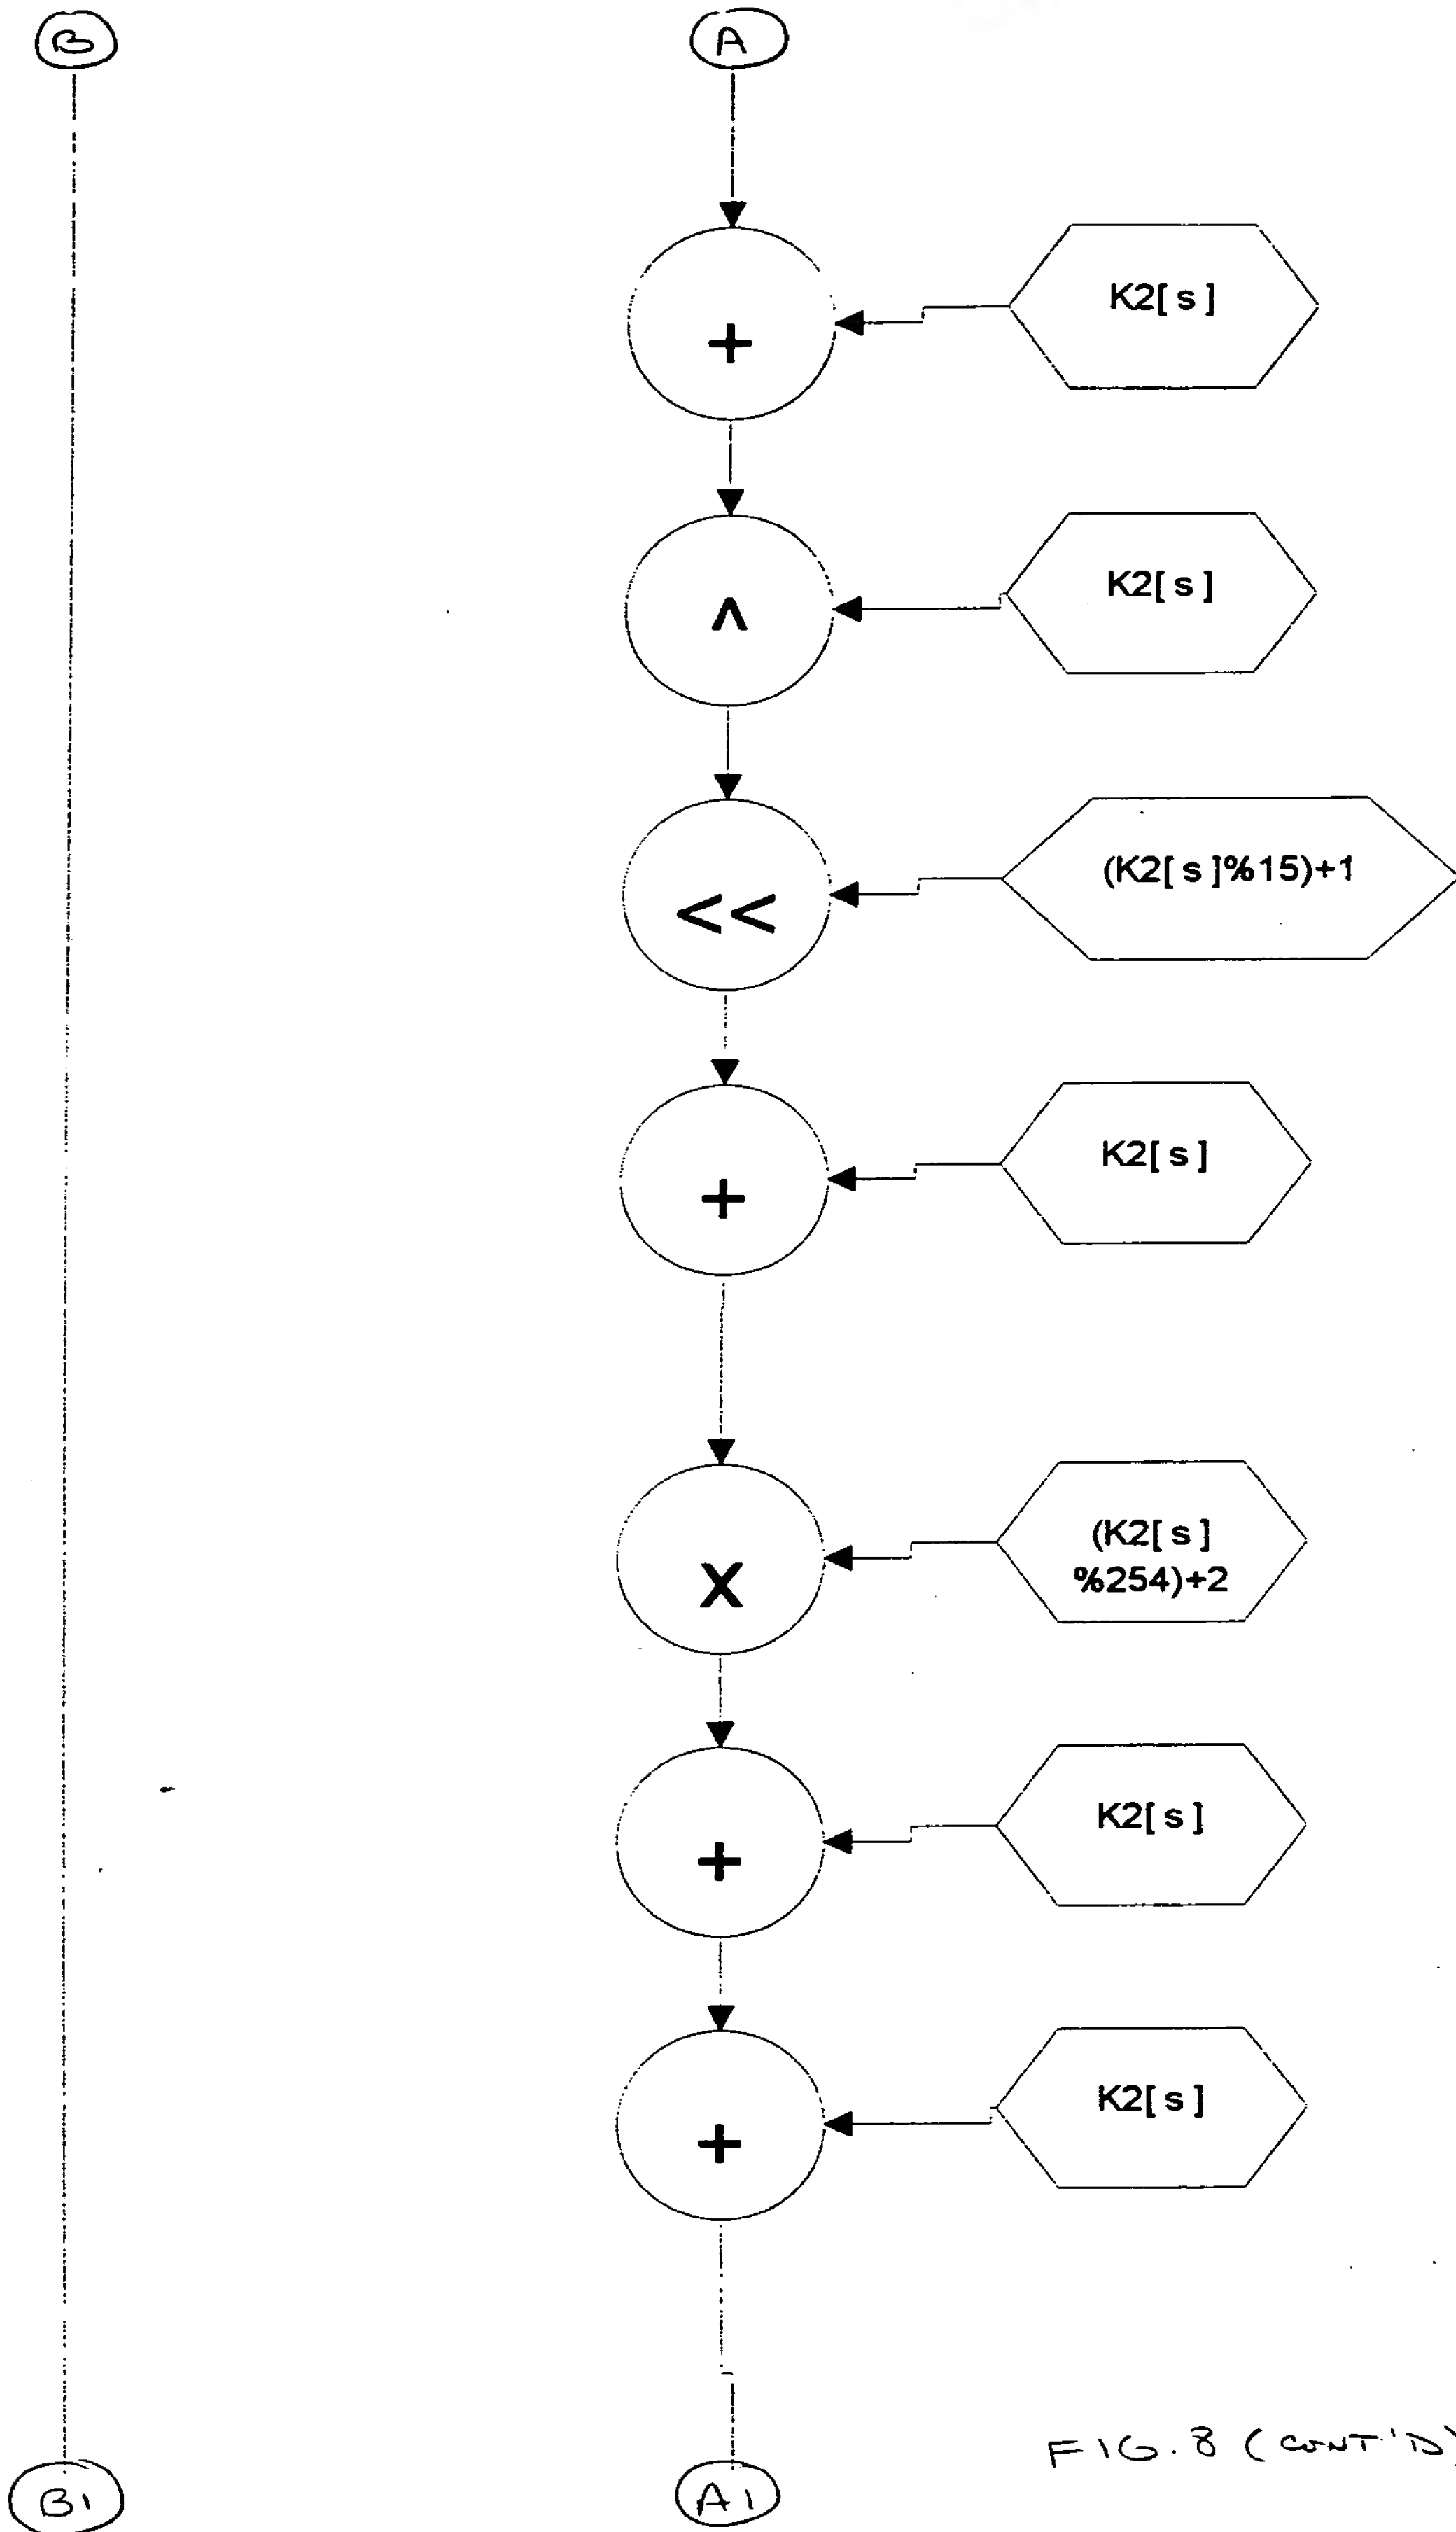 B
A
K2[ s ]
+
K2[ s ]
^
(K2[ s ]%15)+1
<<
K2[ s ]
+
(K2[ s ]
%254)+2
X
K2[ s ]
+
K2[ s ]
+
FIG. 8 (CONT'D)
B1
A1